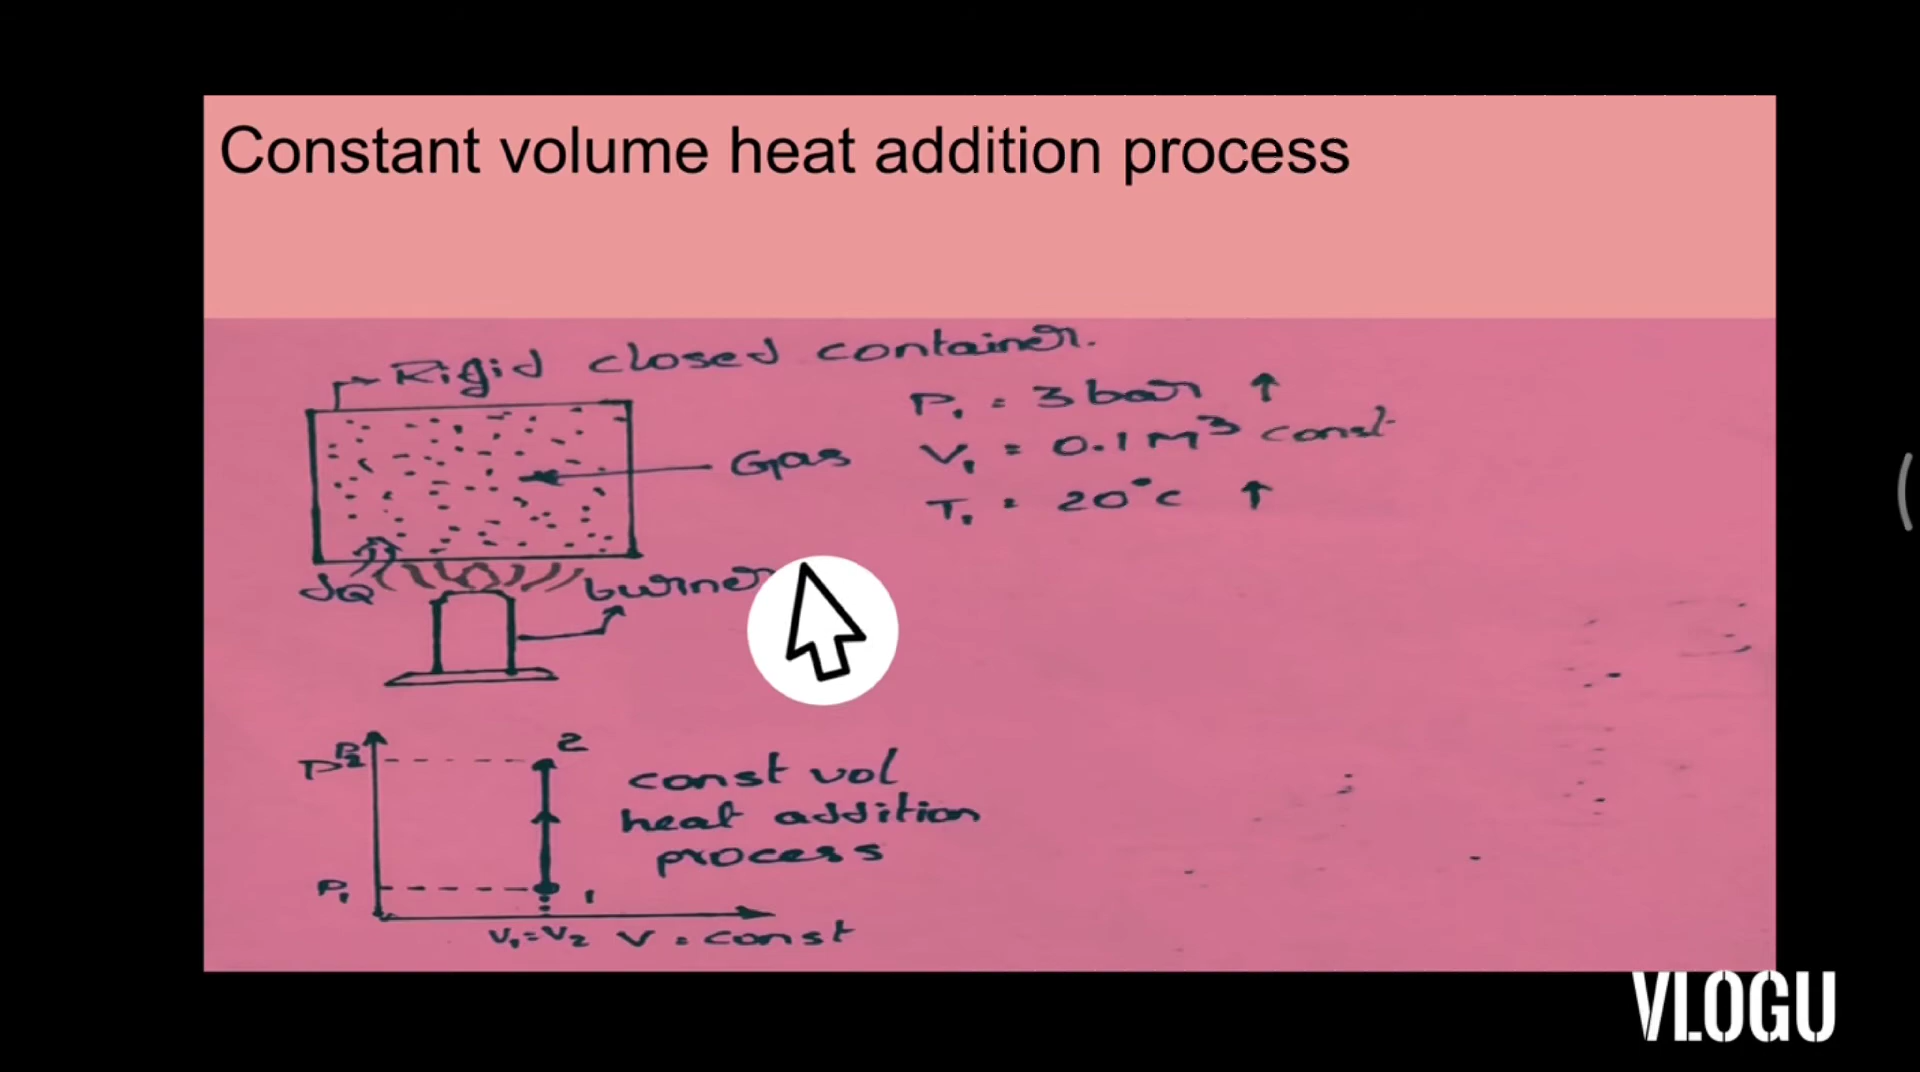 Constant volume heat addition process
Rigid closed container.
P₁ = 3 bar ↑
V₁ = 0.1 M³ const
Gas
T₁ = 20°c ↑
dQ
burner
P
P₂
2
const vol
heat addition
process
P₁
1
V₁=V₂ V = const
VLOGU